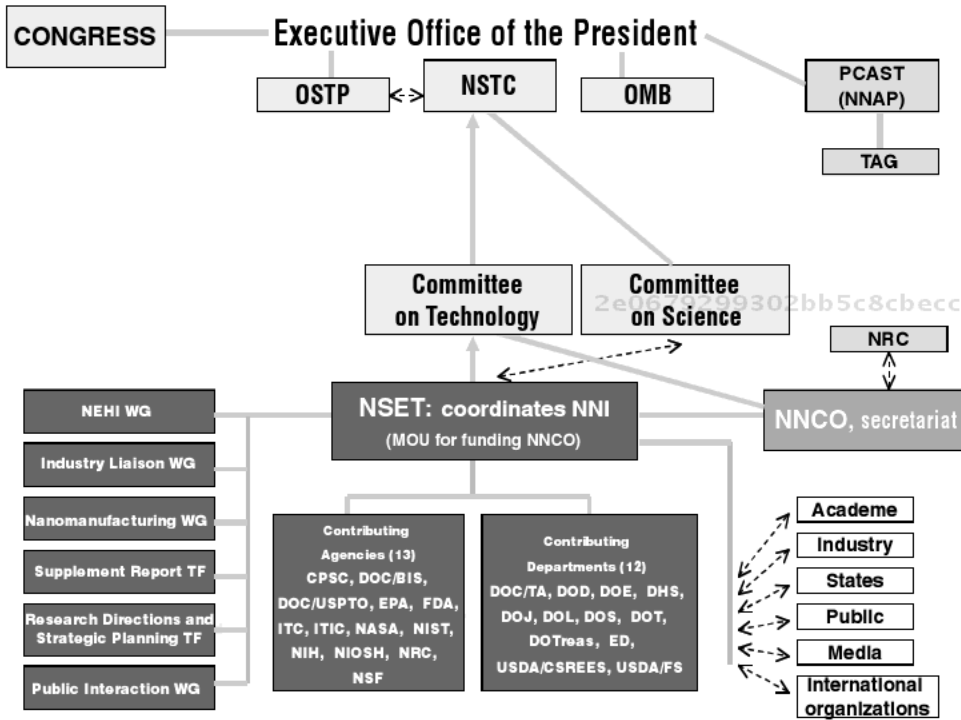 CONGRESS
Executive Office of the President
OSTP
NSTC
OMB
PCAST
(NNAP)
TAG
Committee
on Technology
Committee
on Science
2e0679299302bb5c8cbecc
NRC
NSET: coordinates NNI
(MOU for funding NNCO)
NNCO, secretariat
NEHI WG
Industry Liaison WG
Nanomanufacturing WG
Supplement Report TF
Research Directions and
Strategic Planning TF
Public Interaction WG
Contributing
Agencies (13)
CPSC, DOC/BIS,
DOC/USPTO, EPA, FDA,
ITC, ITIC, NASA, NIST,
NIH, NIOSH, NRC,
NSF
Contributing
Departments (12)
DOC/TA, DOD, DOE, DHS,
DOJ, DOL, DOS, DOT,
DOTreas, ED,
USDA/CSREES, USDA/FS
Academe
Industry
States
Public
Media
International
organizations